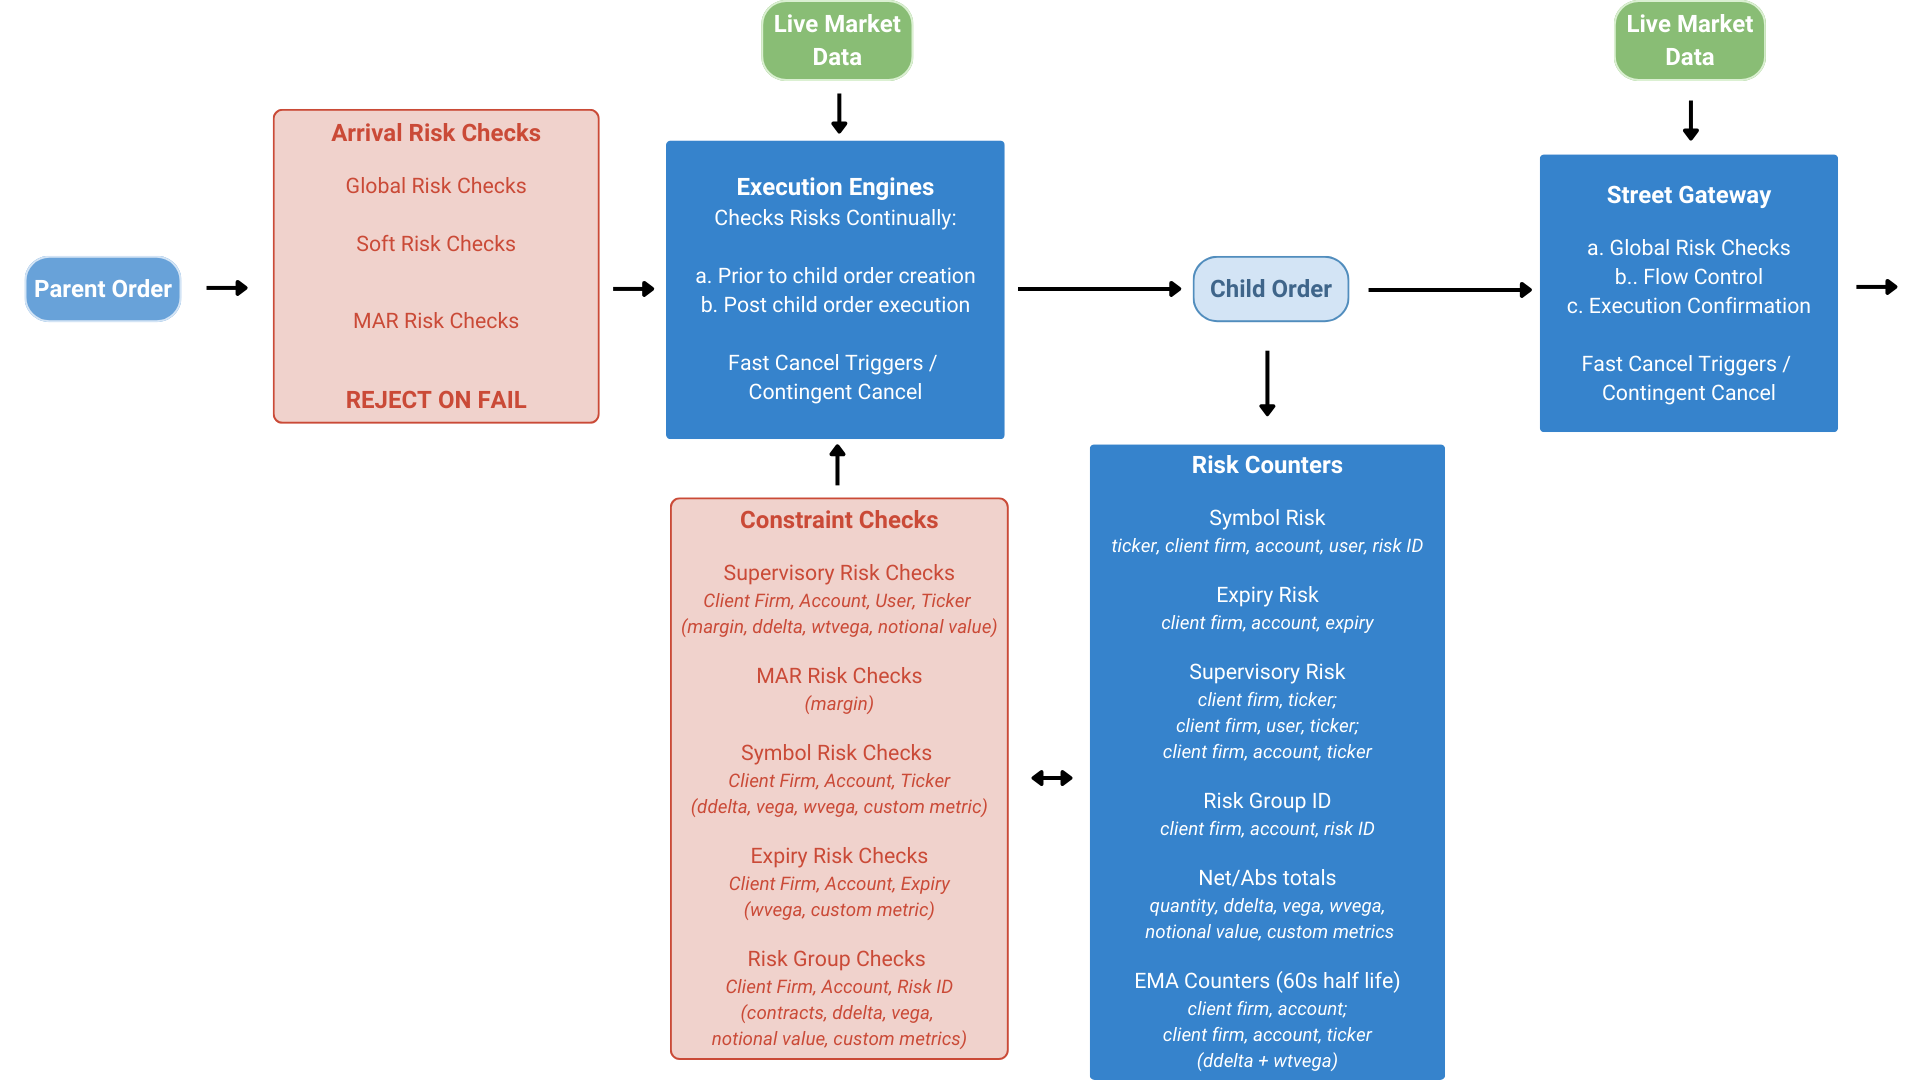 Parent Order
Arrival Risk Checks
Global Risk Checks
Soft Risk Checks
MAR Risk Checks
REJECT ON FAIL
Live Market
Data
Execution Engines
Checks Risks Continually:
a. Prior to child order creation
b. Post child order execution
Fast Cancel Triggers /
Contingent Cancel
Constraint Checks
Supervisory Risk Checks
Client Firm, Account, User, Ticker
(margin, ddelta, wtvega, notional value)
MAR Risk Checks
(margin)
Symbol Risk Checks
Client Firm, Account, Ticker
(ddelta, vega, wvega, custom metric)
Expiry Risk Checks
Client Firm, Account, Expiry
(wvega, custom metric)
Risk Group Checks
Client Firm, Account, Risk ID
(contracts, ddelta, vega,
notional value, custom metrics)
Child Order
Risk Counters
Symbol Risk
ticker, client firm, account, user, risk ID
Expiry Risk
client firm, account, expiry
Supervisory Risk
client firm, ticker;
client firm, user, ticker;
client firm, account, ticker
Risk Group ID
client firm, account, risk ID
Net/Abs totals
quantity, ddelta, vega, wvega,
notional value, custom metrics
EMA Counters (60s half life)
client firm, account;
client firm, account, ticker
(ddelta + wtvega)
Live Market
Data
Street Gateway
a. Global Risk Checks
b.. Flow Control
c. Execution Confirmation
Fast Cancel Triggers /
Contingent Cancel